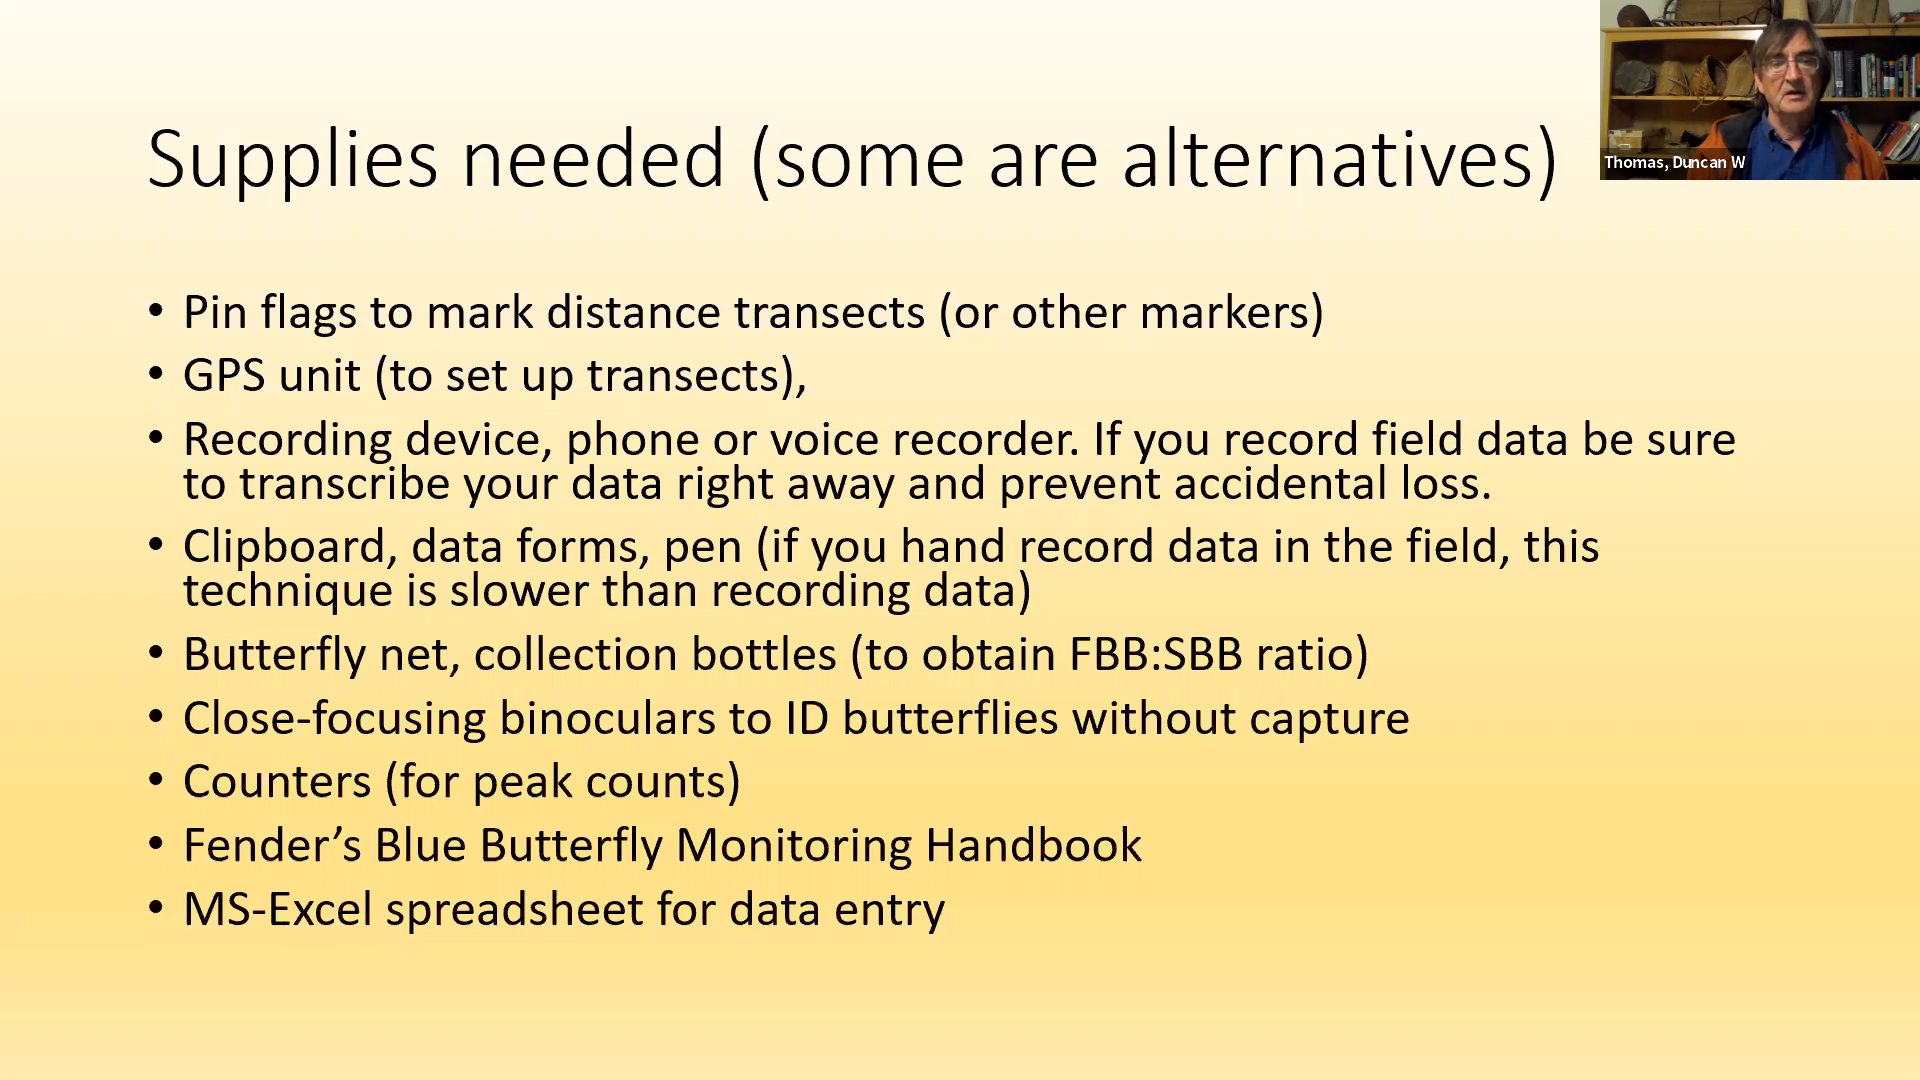 Supplies needed (some are alternatives)
Thomas, Duncan W
• Pin flags to mark distance transects (or other markers)
• GPS unit (to set up transects),
• Recording device, phone or voice recorder. If you record field data be sure
to transcribe your data right away and prevent accidental loss.
• Clipboard, data forms, pen (if you hand record data in the field, this
technique is slower than recording data)
• Butterfly net, collection bottles (to obtain FBB:SBB ratio)
• Close-focusing binoculars to ID butterflies without capture
• Counters (for peak counts)
• Fender’s Blue Butterfly Monitoring Handbook
• MS-Excel spreadsheet for data entry